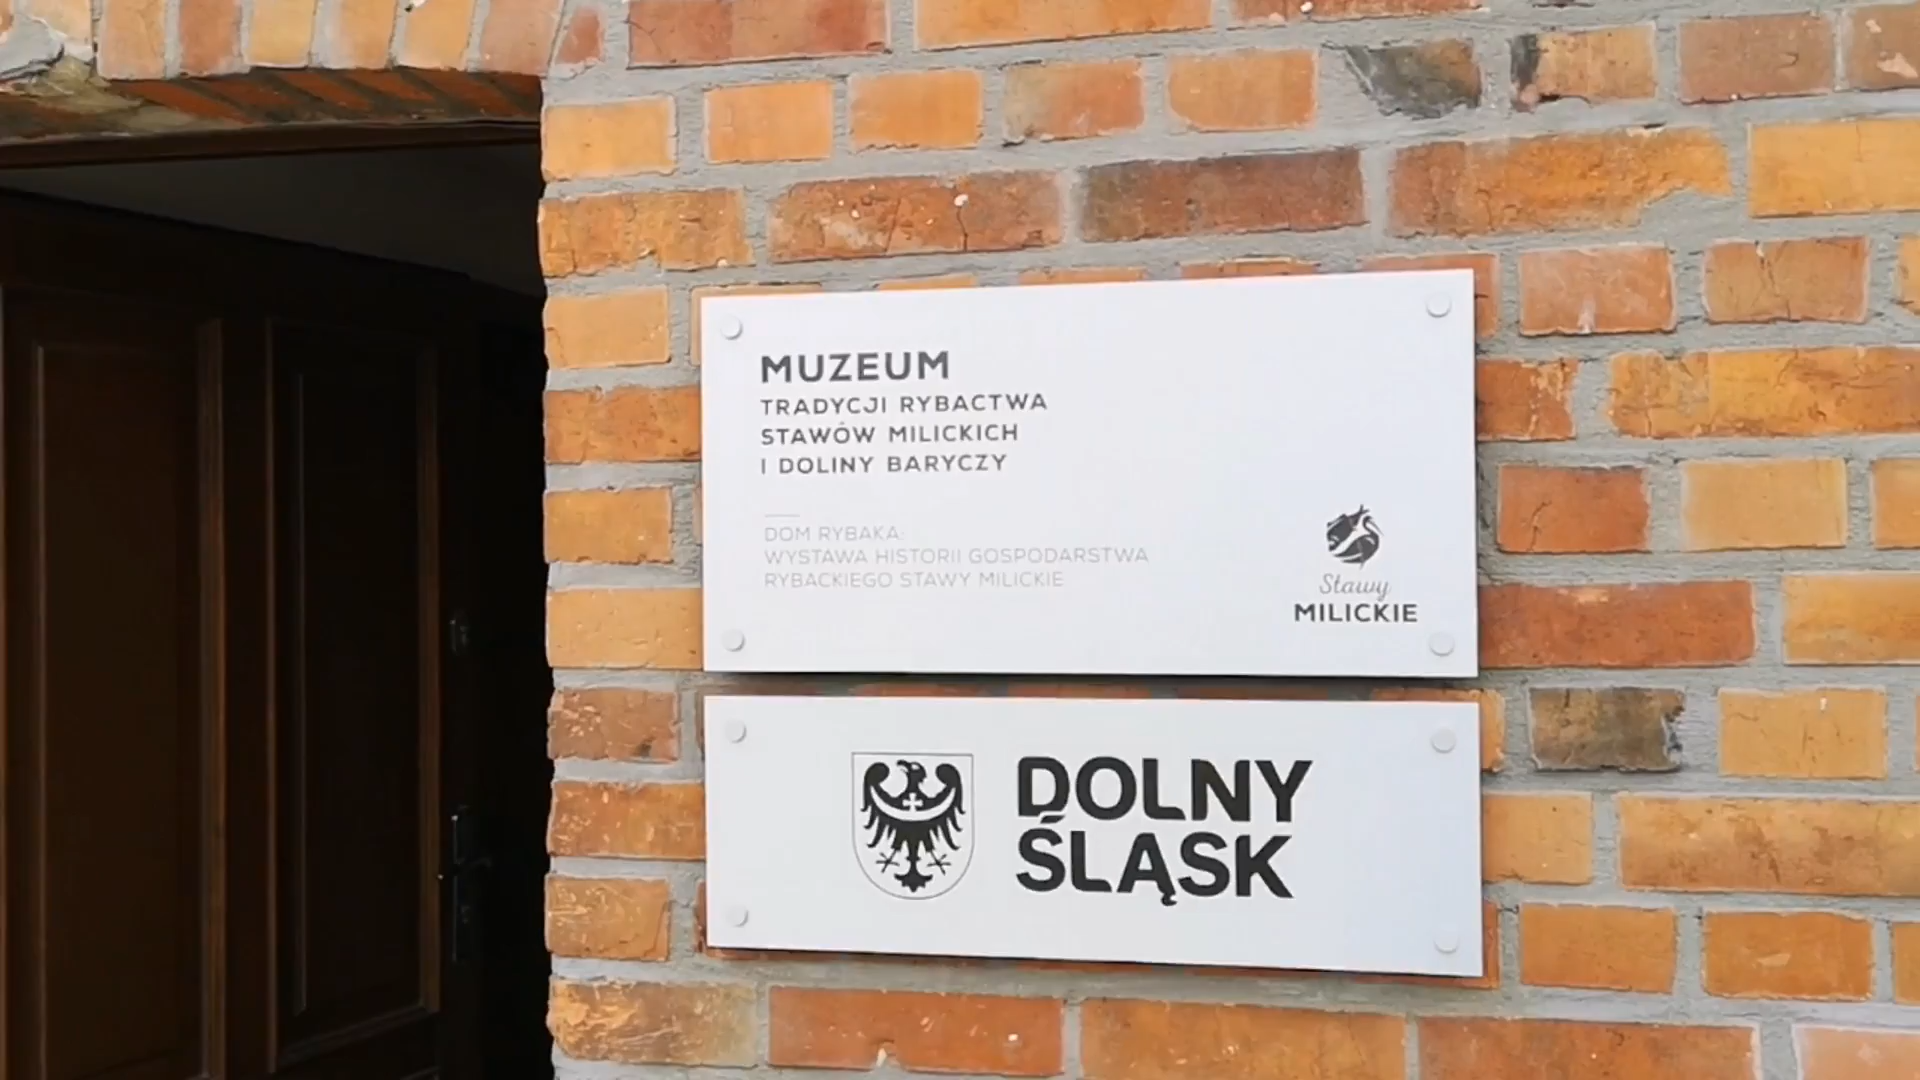 MUZEUM
TRADYCJI RYBACTWA
STAWÓW MILICKICH
I DOLINY BARYCZY
DOM RYBAKA:
WYSTAWA HISTORII GOSPODARSTWA
RYBACKIEGO STAWY MILICKIE
Stawy
MILICKIE
DOLNY
ŚLĄSK